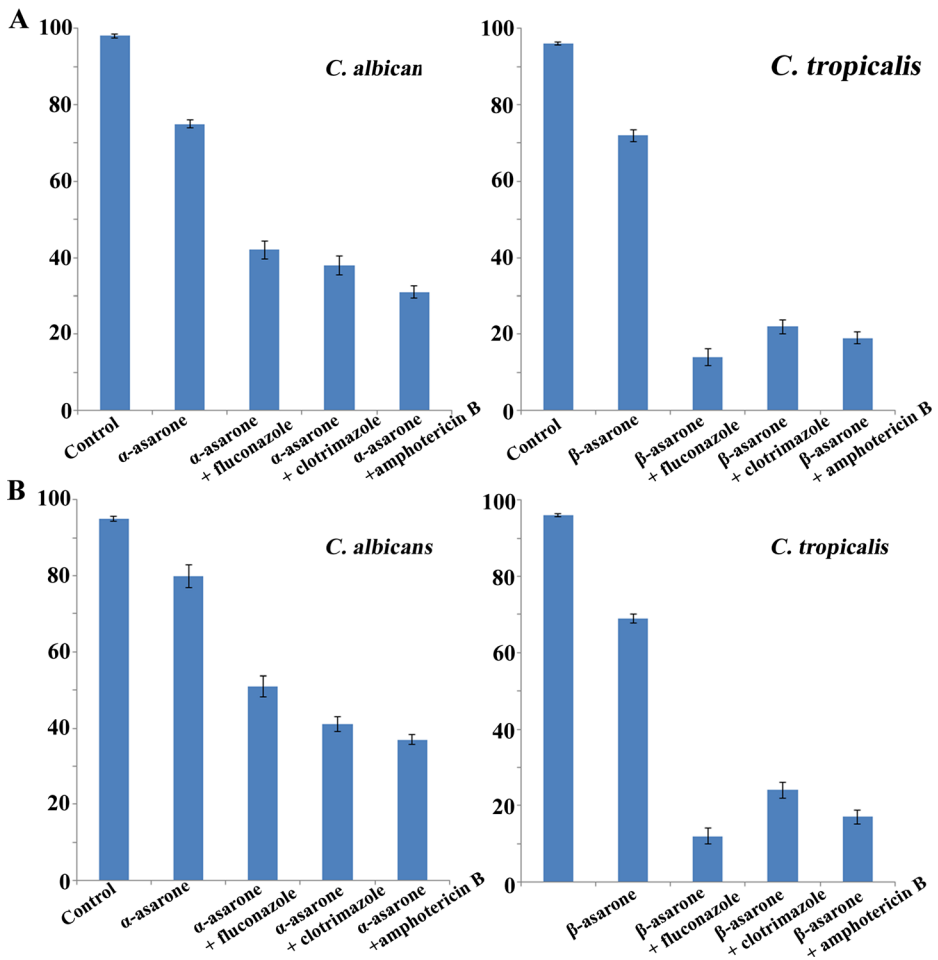 A
100
80
60
40
20
0
C. albican
Control
α-asarone
α-asarone
+ fluconazole
α-asarone
+ clotrimazole
α-asarone
+amphotericin B
100
80
60
40
20
0
C. tropicalis
Control
β-asarone
β-asarone
+ fluconazole
β-asarone
+ clotrimazole
β-asarone
+ amphotericin B
B
100
80
60
40
20
0
C. albicans
Control
α-asarone
α-asarone
+ fluconazole
α-asarone
+ clotrimazole
α-asarone
+amphotericin B
100
80
60
40
20
0
C. tropicalis
β-asarone
β-asarone
+ fluconazole
β-asarone
+ clotrimazole
β-asarone
+ amphotericin B